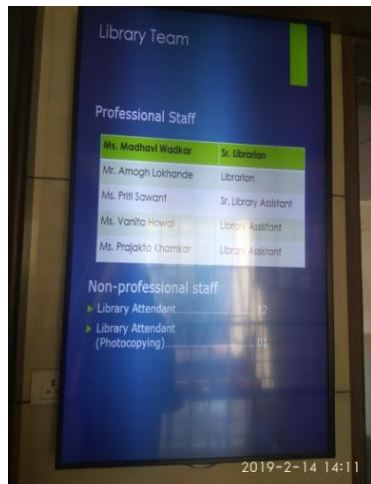 Library Team
Professional Staff
Ms. Madhavi Wadkar Sr. Librarian
Mr. Amogh Lokhande Librarian
Ms. Priti Sawant Sr. Library Assistant
Ms. Vanita Howal Library Assistant
Ms. Prajakta Khamkar Library Assistant
Non-professional staff
Library Attendant 12
Library Attendant
(Photocopying) 01
2019-2-14 14:11